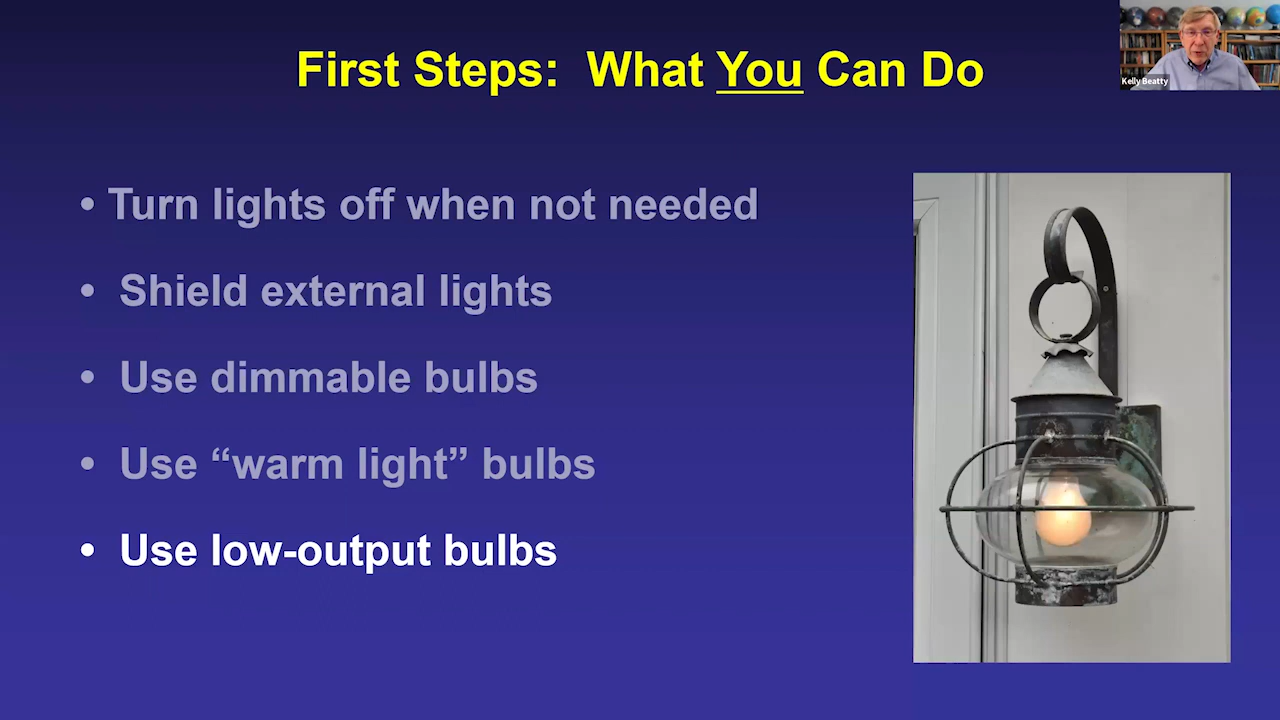 First Steps: What You Can Do
Kelly Beatty
• Turn lights off when not needed
• Shield external lights
• Use dimmable bulbs
• Use “warm light” bulbs
• Use low-output bulbs